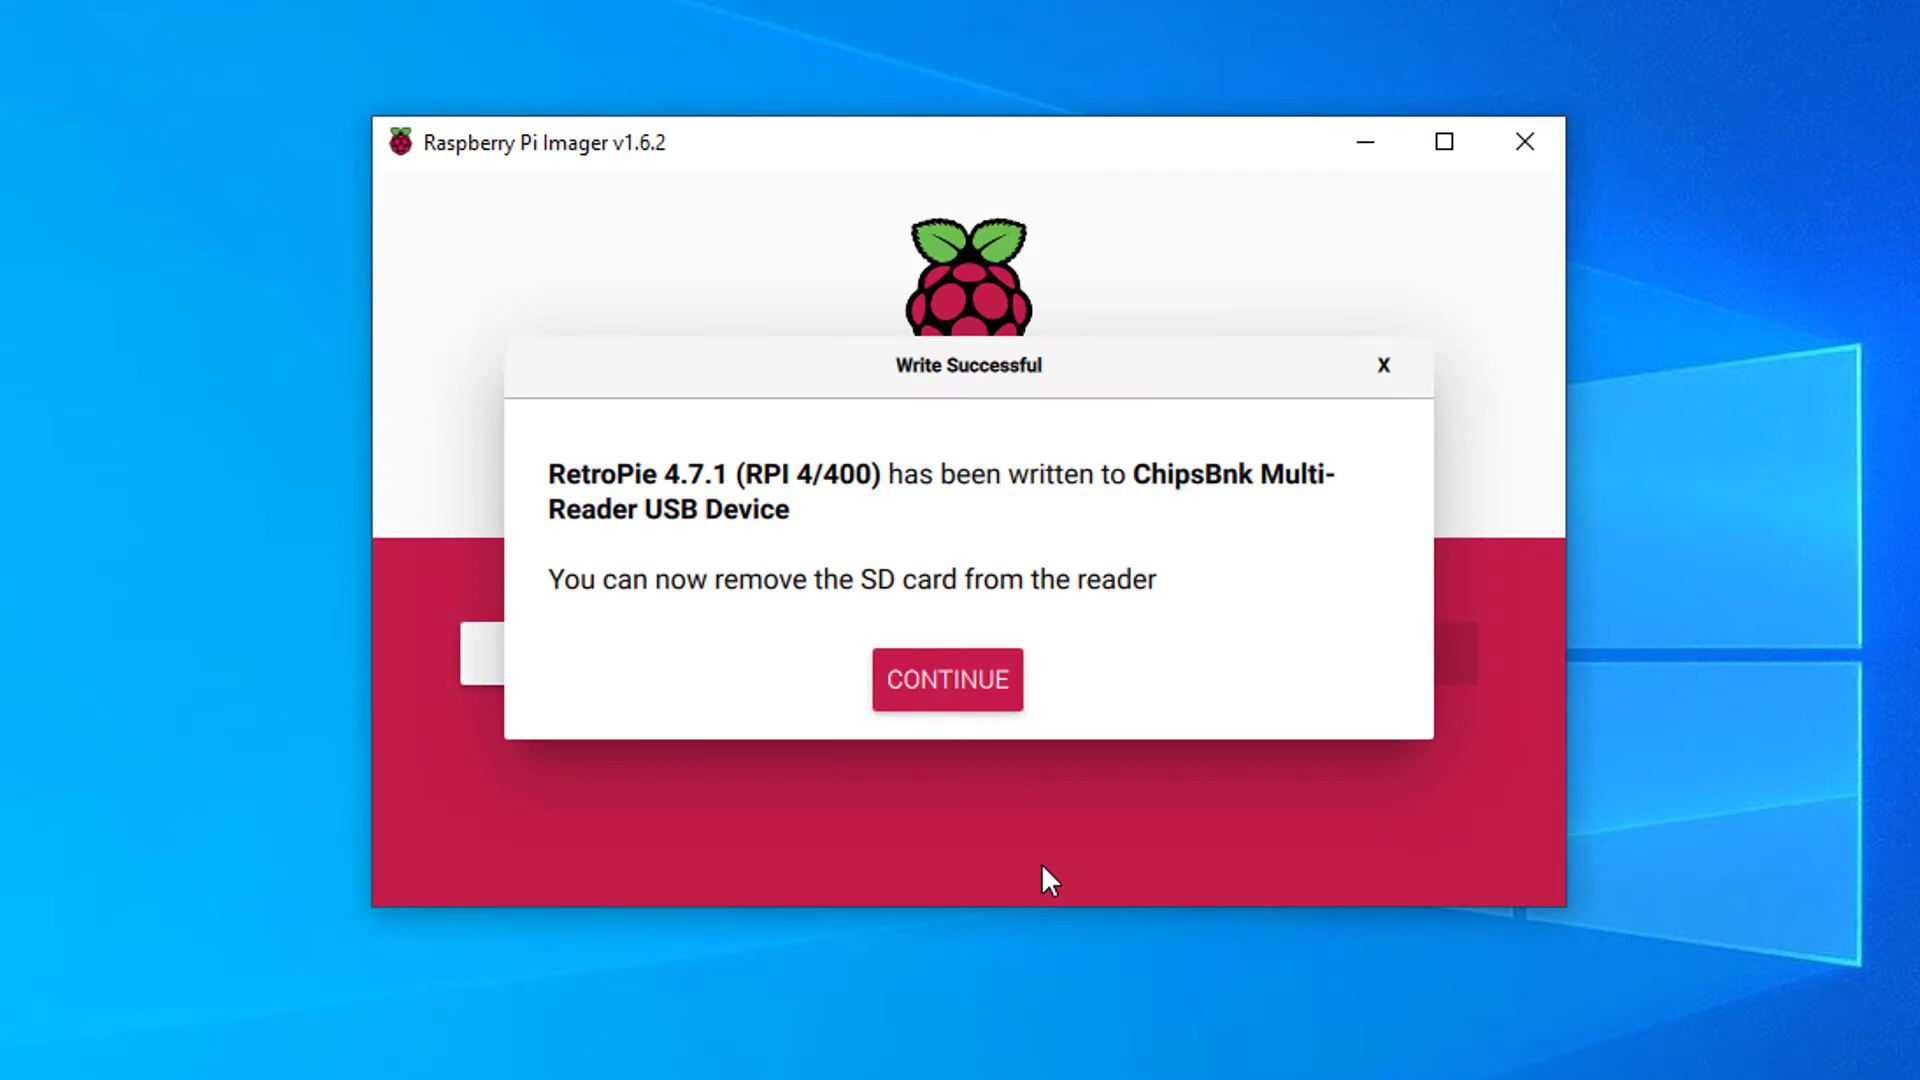 Raspberry Pi Imager v1.6.2
Write Successful
X
RetroPie 4.7.1 (RPI 4/400) has been written to ChipsBnk Multi-
Reader USB Device
You can now remove the SD card from the reader
CONTINUE